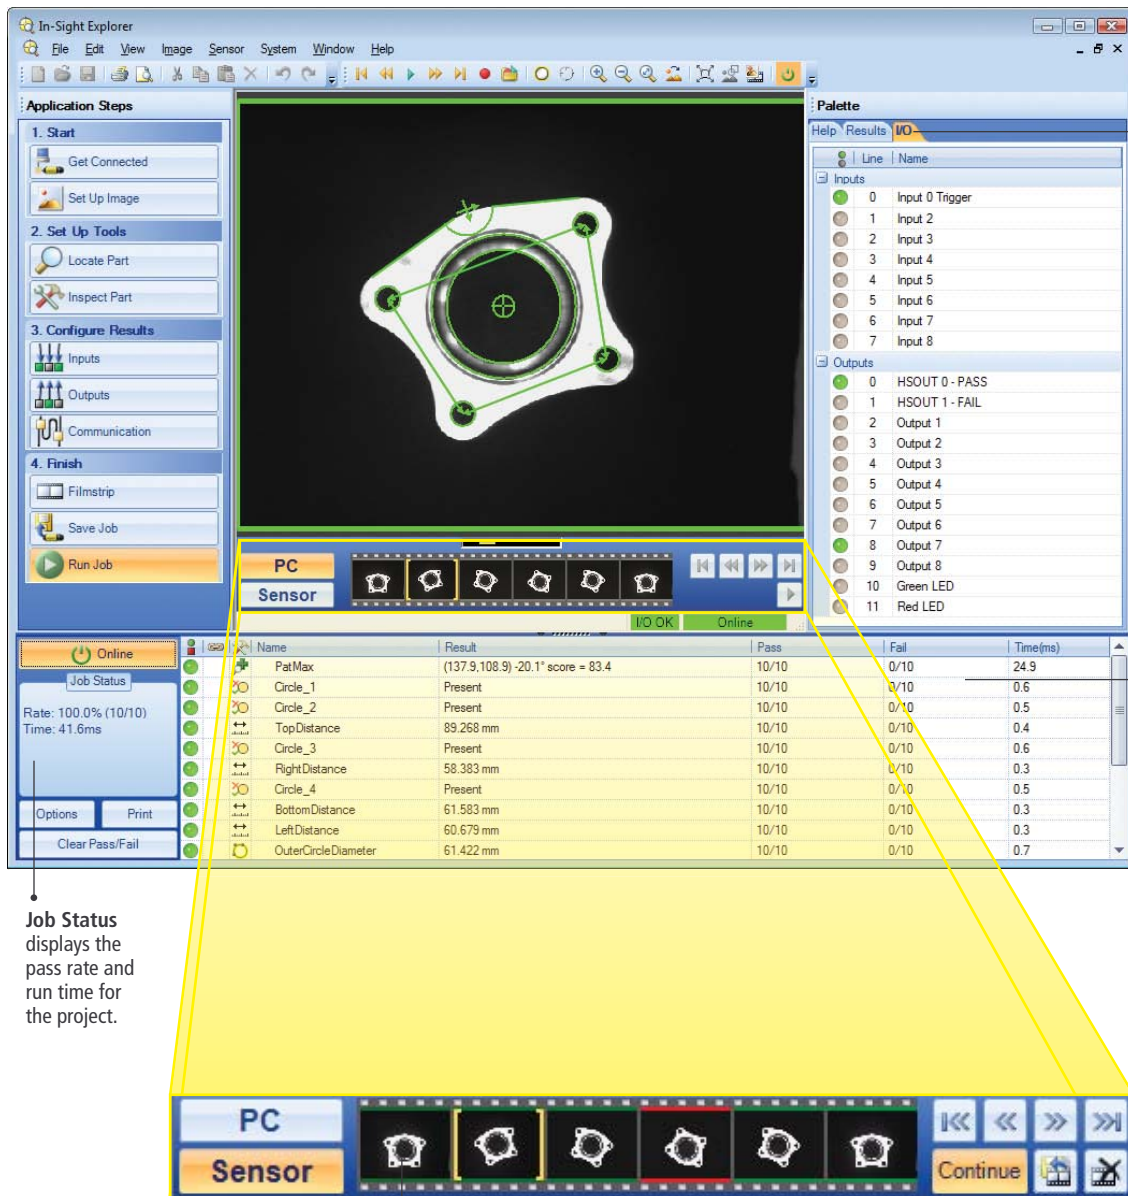 In-Sight Explorer
File Edit View Image Sensor System Window Help
Application Steps
1. Start
Get Connected
Set Up Image
2. Set Up Tools
Locate Part
Inspect Part
3. Configure Results
Inputs
Outputs
Communication
4. Finish
Filmstrip
Save Job
Run Job
PC
Sensor
I/O OK Online
Palette
Help Results I/O
Line Name
Inputs
0 Input 0 Trigger
1 Input 2
2 Input 3
3 Input 4
4 Input 5
5 Input 6
6 Input 7
7 Input 8
Outputs
0 HSOUT 0 - PASS
1 HSOUT 1 - FAIL
2 Output 1
3 Output 2
4 Output 3
5 Output 4
6 Output 5
7 Output 6
8 Output 7
9 Output 8
10 Green LED
11 Red LED
Online
Job Status
Rate: 100.0% (10/10)
Time: 41.6ms
Options Print
Clear Pass/Fail
Name Result Pass Fail Time(ms)
PatMax (137.9,108.9) -20.1° score = 83.4 10/10 0/10 24.9
Circle_1 Present 10/10 0/10 0.6
Circle_2 Present 10/10 0/10 0.5
TopDistance 89.268 mm 10/10 0/10 0.4
Circle_3 Present 10/10 0/10 0.6
RightDistance 58.383 mm 10/10 0/10 0.3
Circle_4 Present 10/10 0/10 0.5
BottomDistance 61.583 mm 10/10 0/10 0.3
LeftDistance 60.679 mm 10/10 0/10 0.3
OuterCircleDiameter 61.422 mm 10/10 0/10 0.7
Job Status
displays the
pass rate and
run time for
the project.
PC
Sensor
Continue